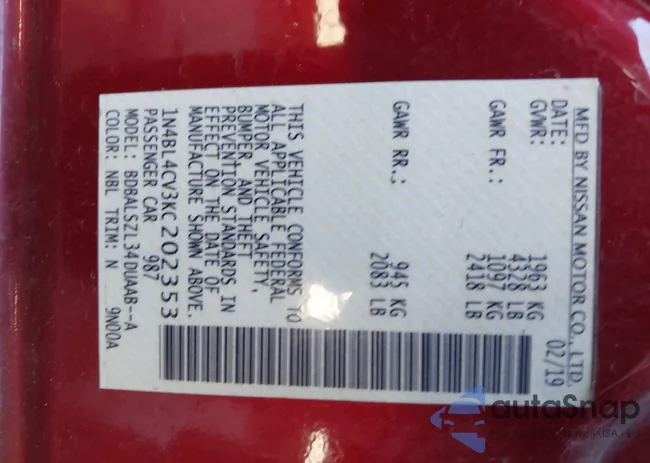 MFD BY NISSAN MOTOR CO., LTD.
DATE: 02/19
GVWR: 1963 KG
4328 LB
GAWR FR.: 1097 KG
2418 LB
GAWR RR.: 945 KG
2083 LB
THIS VEHICLE CONFORMS TO
ALL APPLICABLE FEDERAL
MOTOR VEHICLE SAFETY,
BUMPER, AND THEFT
PREVENTION STANDARDS IN
EFFECT ON THE DATE OF
MANUFACTURE SHOWN ABOVE.
1N4BL4CV3KC202353
PASSENGER CAR 987
MODEL: BDBALSZL34DUAAB--A
COLOR: NBL TRIM: N 9N00A
autoSnap